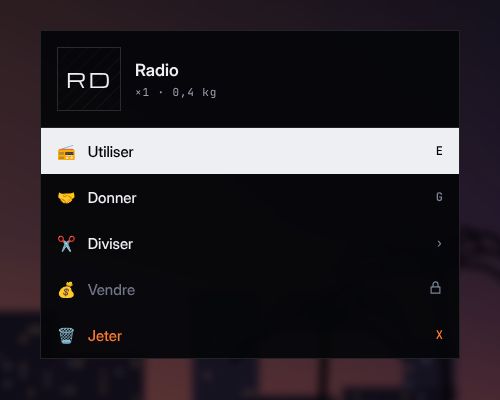 RD
Radio
×1 · 0,4 kg
Utiliser E
Donner G
Diviser ›
Vendre
Jeter X